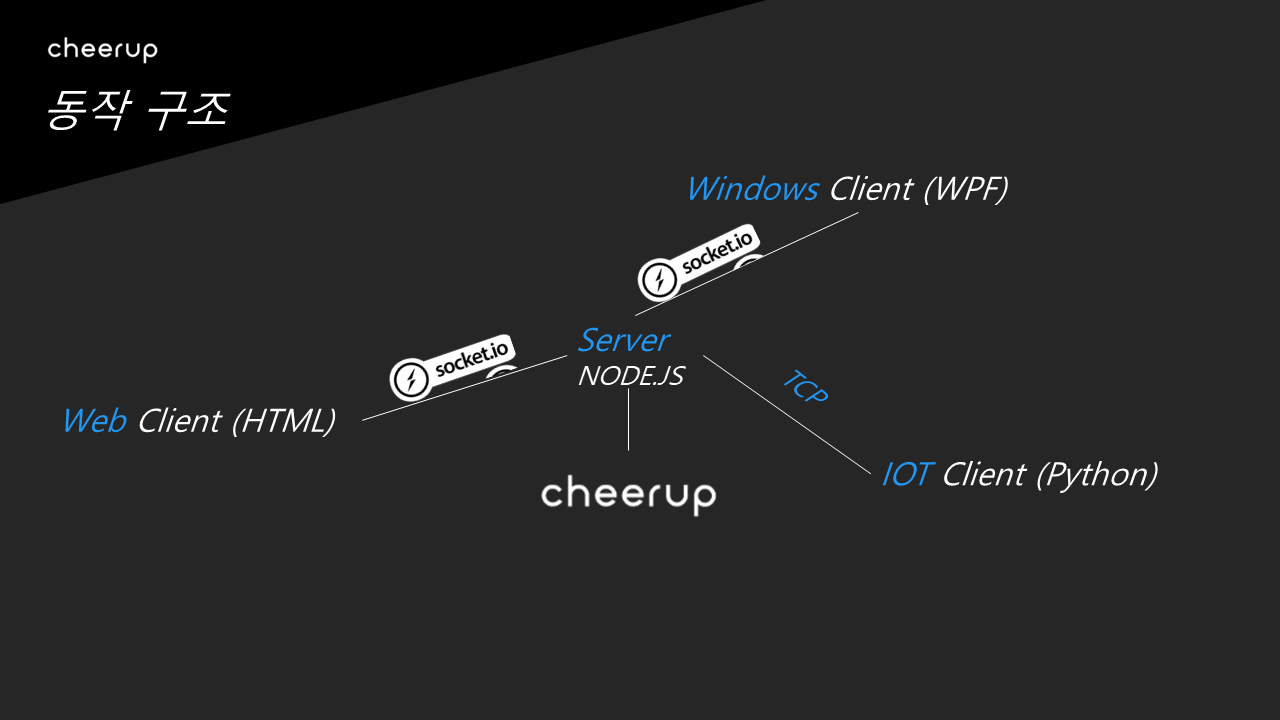 cheerup
동작 구조
Windows Client (WPF)
socket.io
Server
NODE.JS
socket.io
TCP
Web Client (HTML)
IOT Client (Python)
cheerup